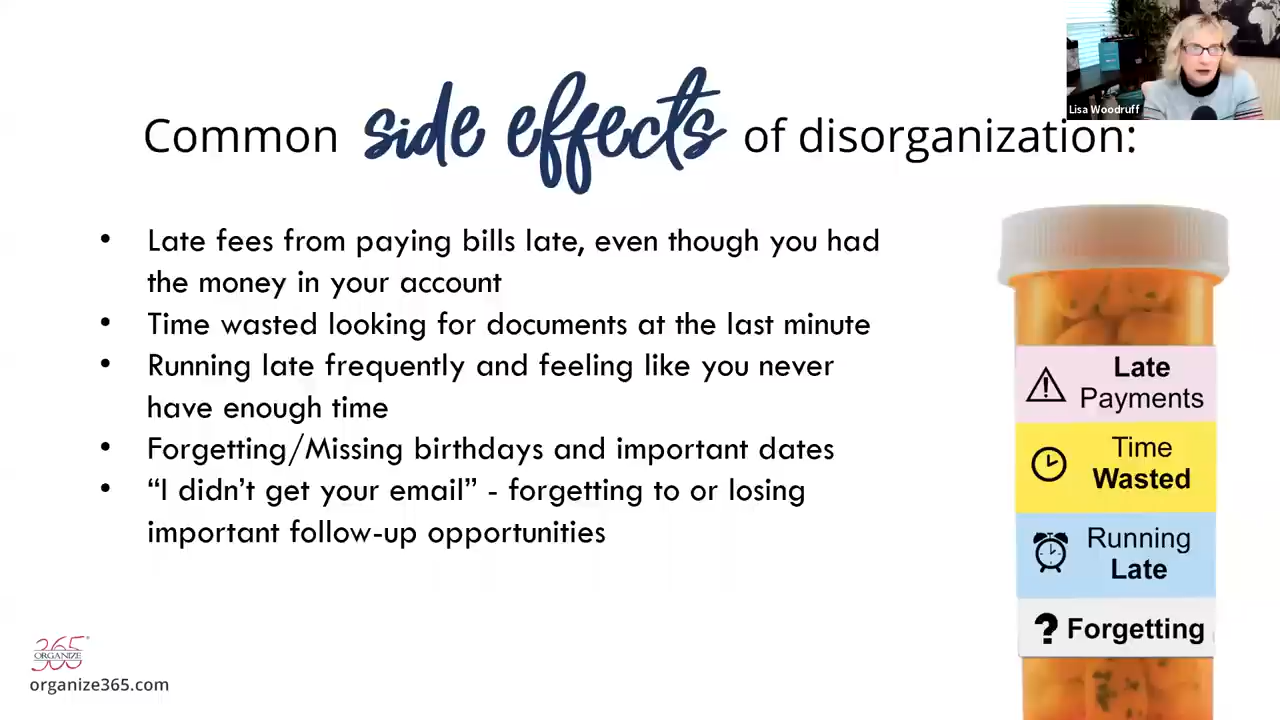 Lisa Woodruff
Common side effects of disorganization:
• Late fees from paying bills late, even though you had
the money in your account
• Time wasted looking for documents at the last minute
• Running late frequently and feeling like you never
have enough time
• Forgetting/Missing birthdays and important dates
• “I didn’t get your email” - forgetting to or losing
important follow-up opportunities
Late
Payments
Time
Wasted
Running
Late
? Forgetting
365®
ORGANIZE
organize365.com